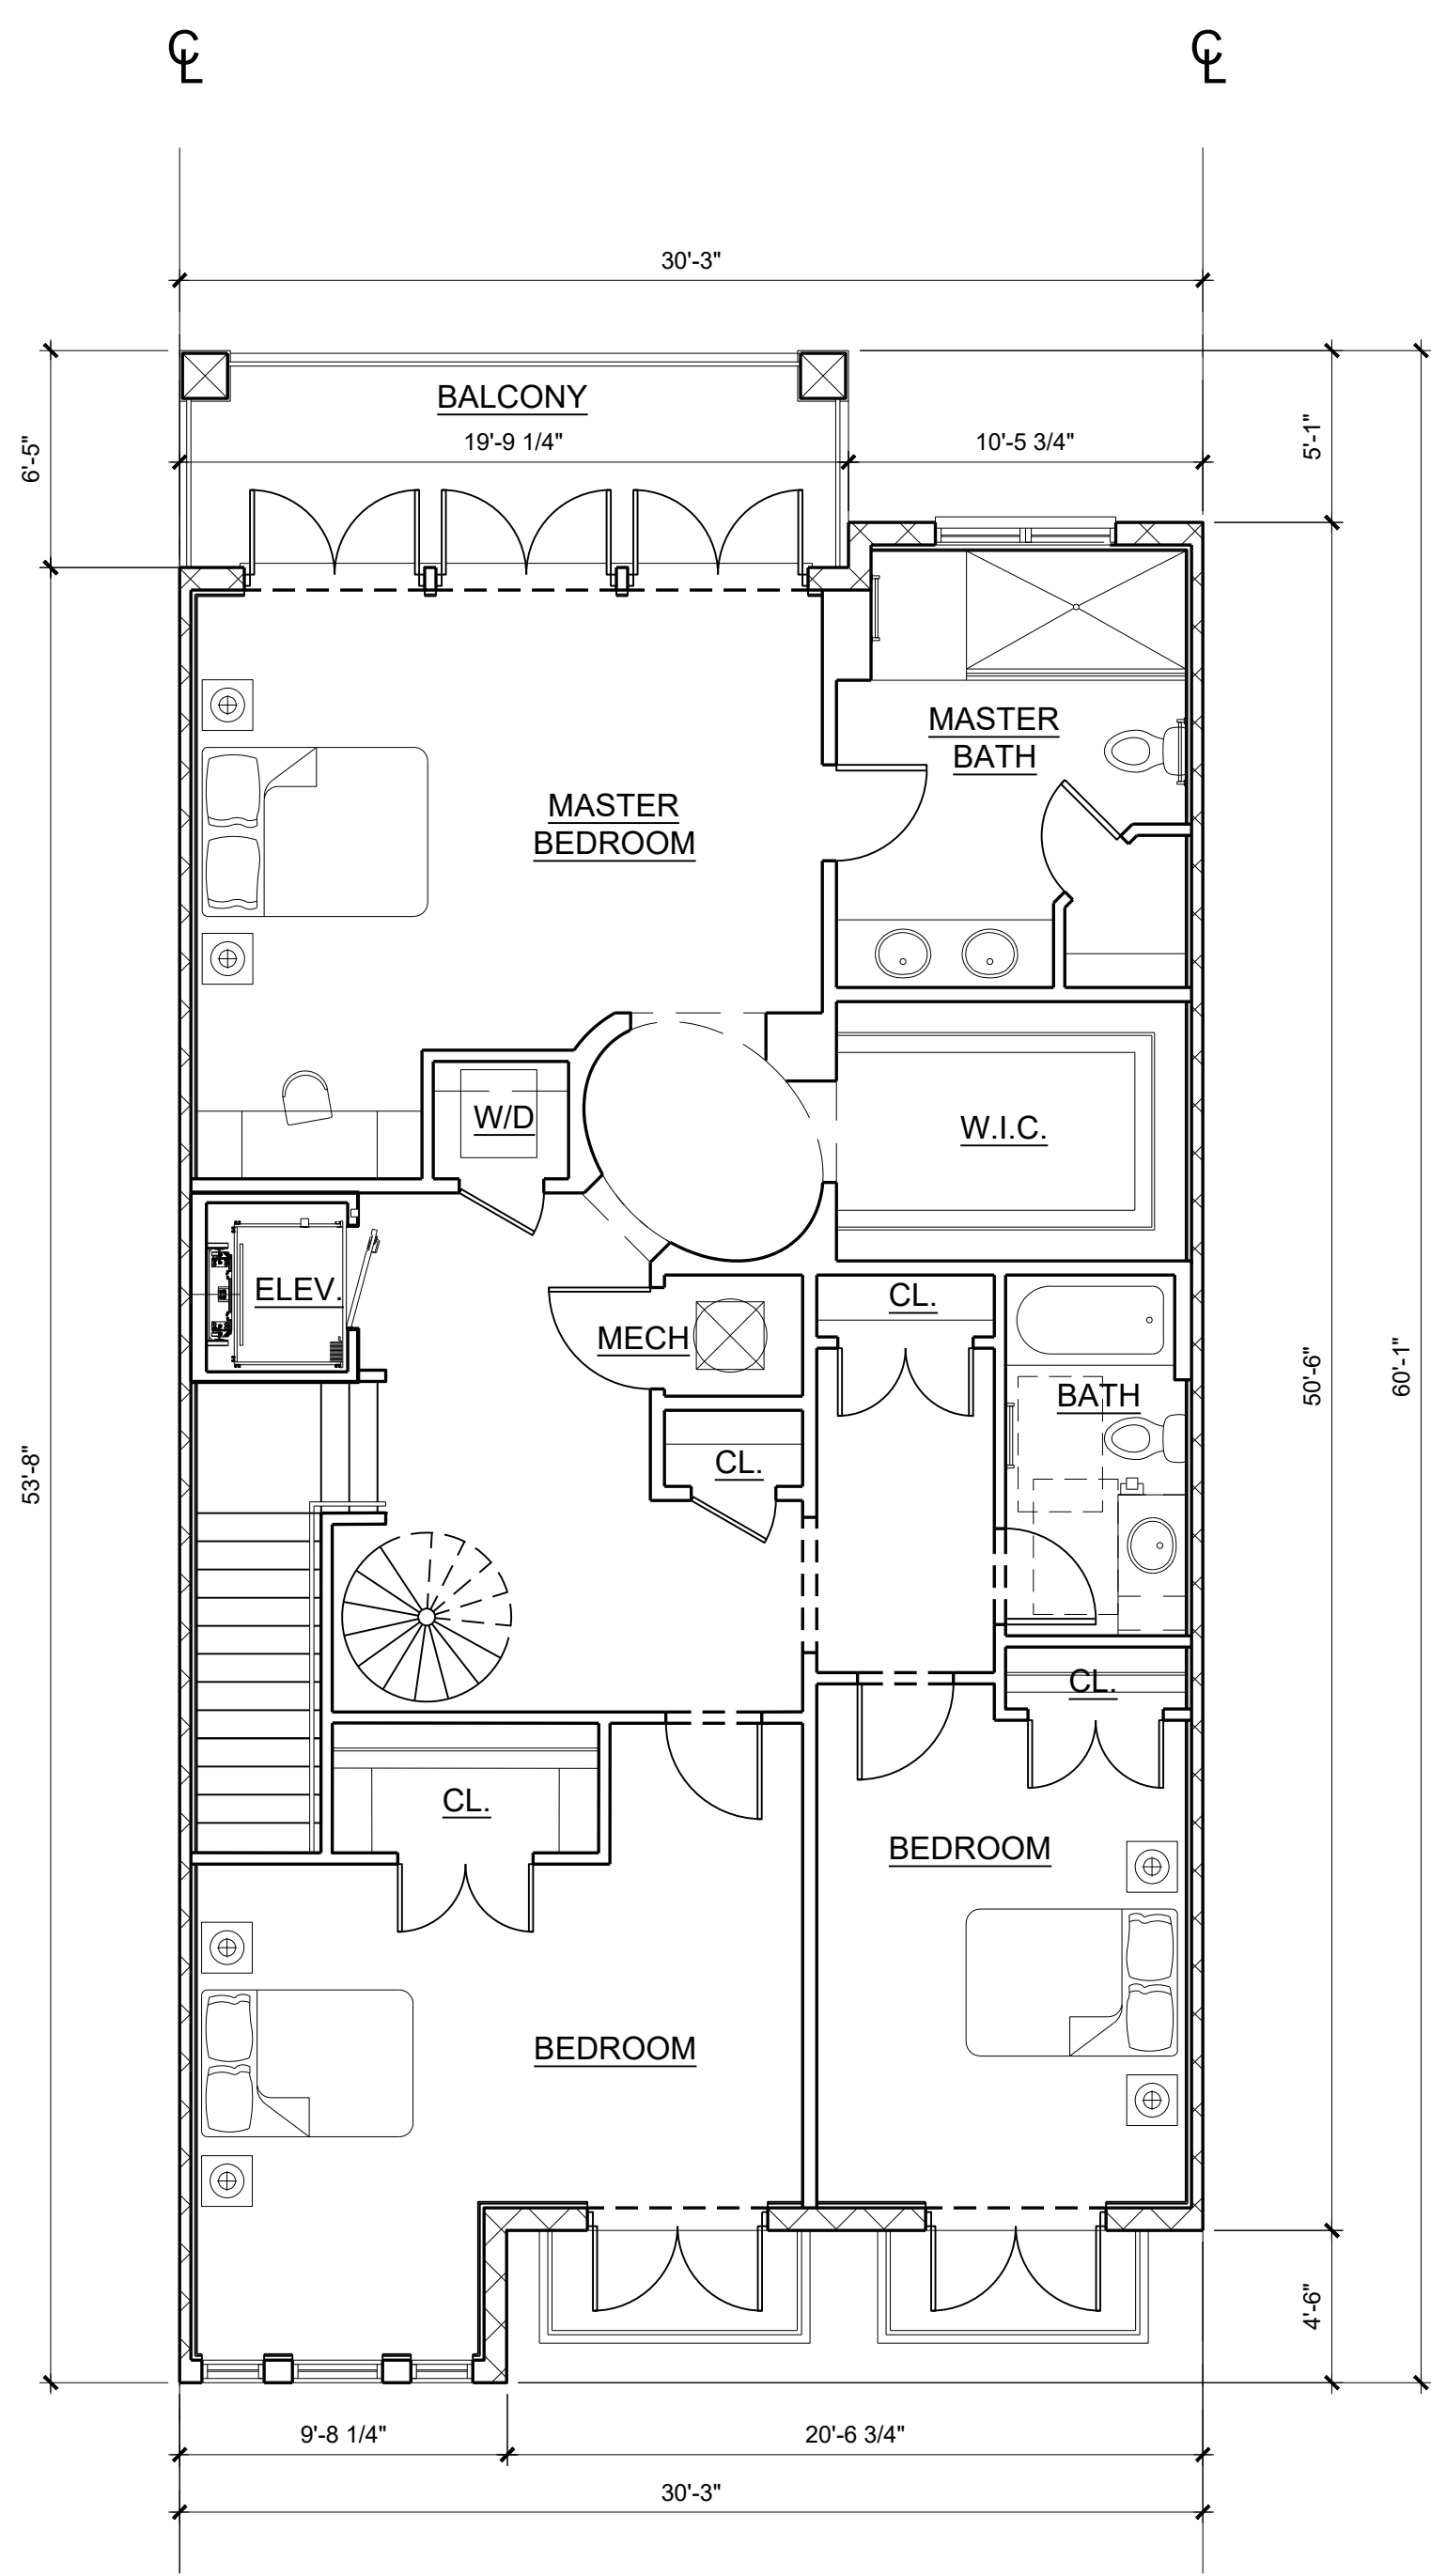 ℄ ℄
30'-3"
BALCONY
6'-5"
19'-9 1/4"
10'-5 3/4"
5'-1"
MASTER
BATH
MASTER
BEDROOM
W/D
W.I.C.
ELEV.
CL.
MECH
50'-6"
60'-1"
BATH
CL.
53'-8"
CL.
CL.
BEDROOM
BEDROOM
4'-6"
9'-8 1/4"
20'-6 3/4"
30'-3"